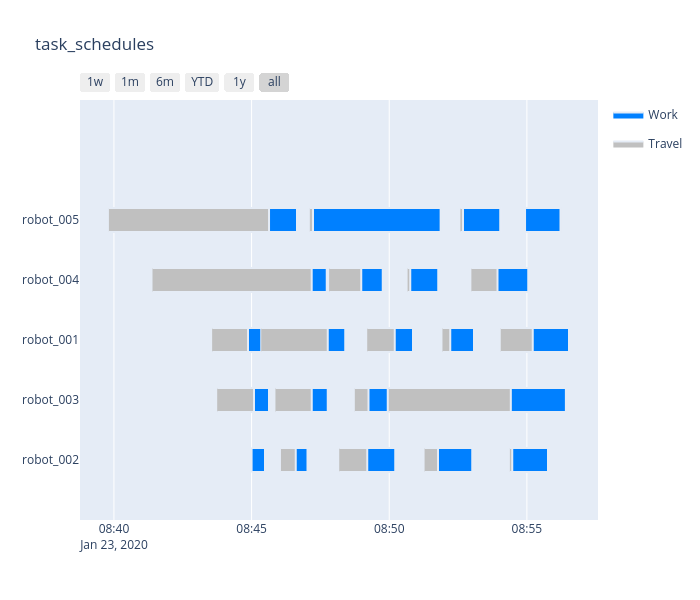 task_schedules
1w 1m 6m YTD 1y all
Work
Travel
robot_005
robot_004
robot_001
robot_003
robot_002
08:40 08:45 08:50 08:55
Jan 23, 2020